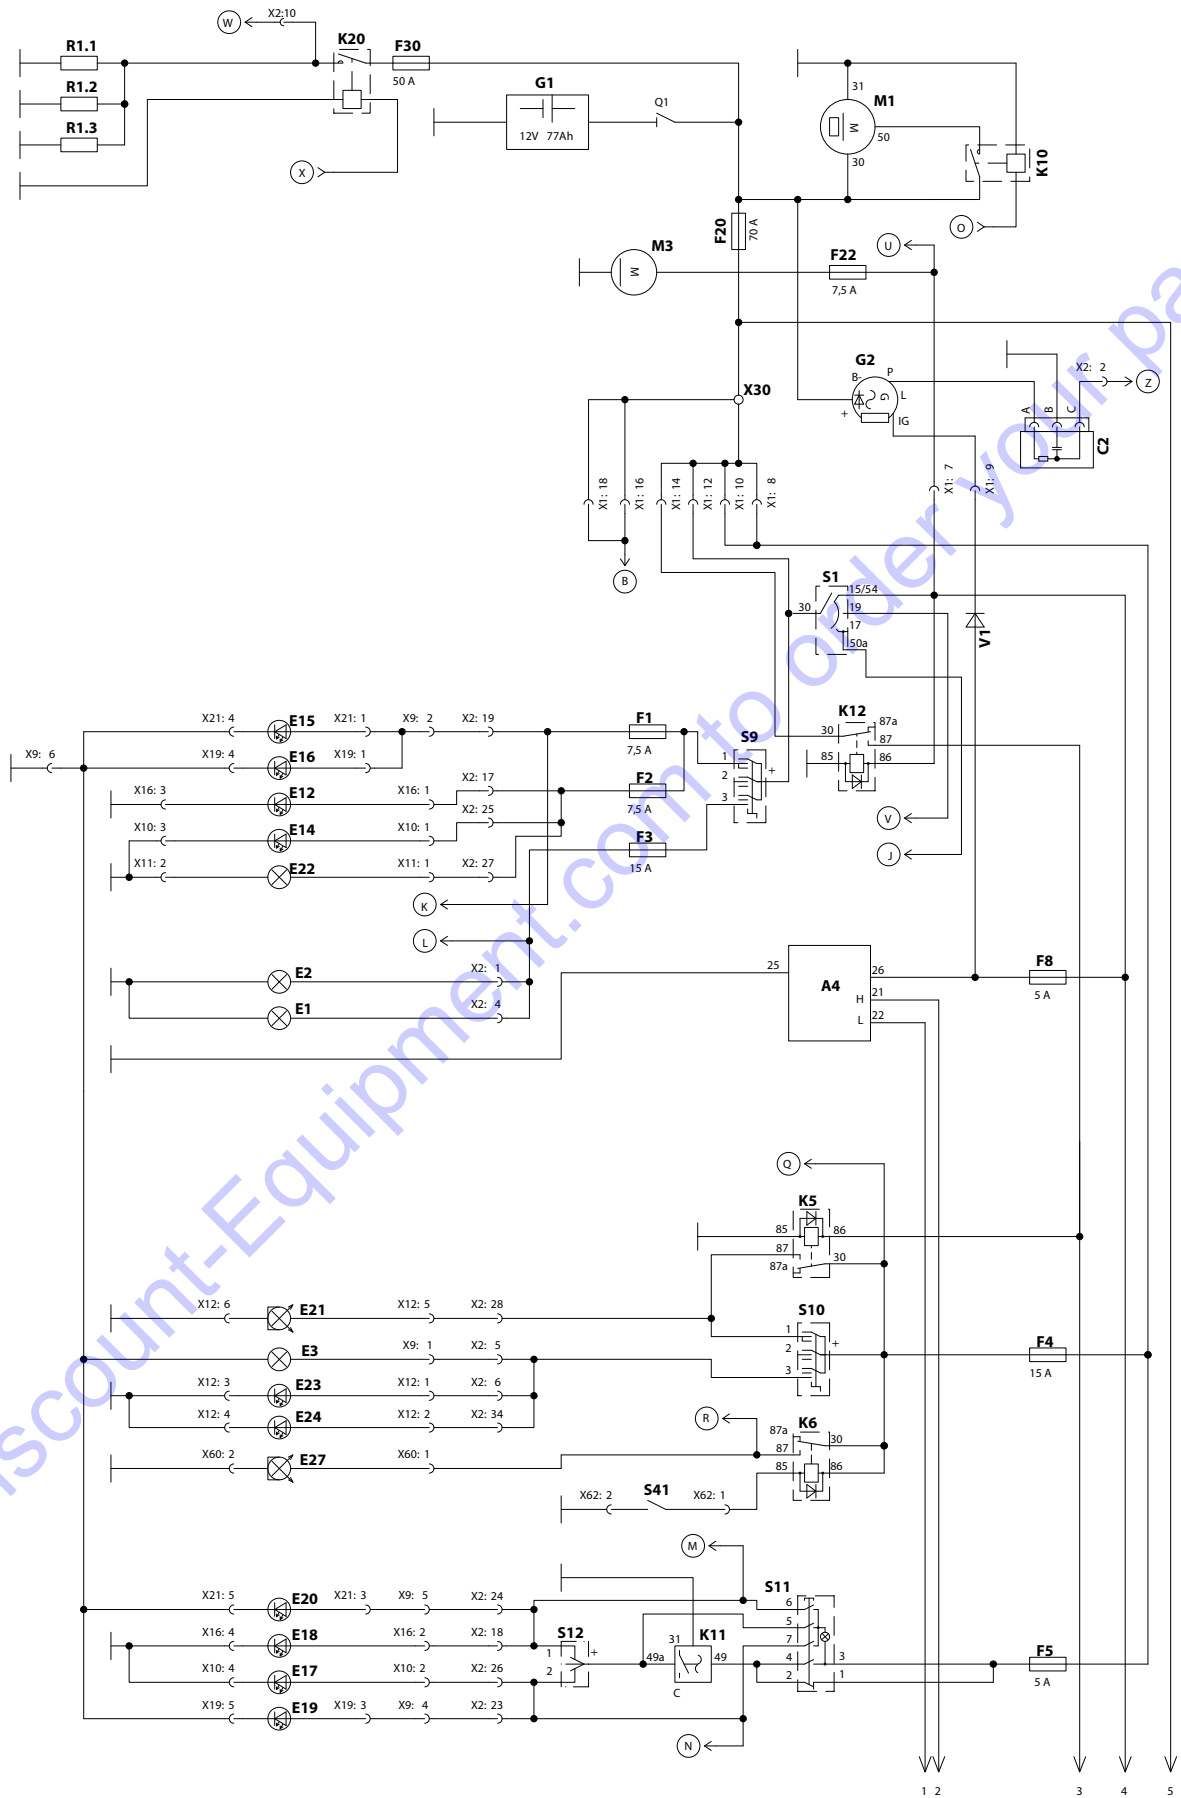 W
X2:10
R1.1
K20
F30
50 A
R1.2
R1.3
X
G1
12V 77Ah
Q1
31
M1
M
50
30
K10
O
F20
70 A
U
M3
M
F22
7,5 A
G2
B-
P
L
G
+
IG
X2: 2
Z
A
B
C
C2
X30
X1: 18
X1: 16
X1: 14
X1: 12
X1: 10
X1: 8
X1: 7
X1: 9
B
S1
15/54
30
19
17
50a
V1
K12
87a
30
87
85
86
V
J
X21: 4
E15
X21: 1
X9: 2
X2: 19
F1
7,5 A
S9
1
2
3
+
X9: 6
X19: 4
E16
X19: 1
X16: 3
E12
X16: 1
X2: 17
F2
7,5 A
X2: 25
X10: 3
E14
X10: 1
F3
15 A
X11: 2
E22
X11: 1
X2: 27
K
L
E2
X2: 1
E1
X2: 4
25
A4
26
H
21
L
22
F8
5 A
Q
K5
85
86
87
87a
30
X12: 6
E21
X12: 5
X2: 28
S10
1
2
3
+
F4
15 A
E3
X9: 1
X2: 5
X12: 3
E23
X12: 1
X2: 6
X12: 4
E24
X12: 2
X2: 34
R
K6
87a
30
87
85
86
X60: 2
E27
X60: 1
X62: 2
S41
X62: 1
M
X21: 5
E20
X21: 3
X9: 5
X2: 24
S11
6
5
7
4
2
3
1
X16: 4
E18
X16: 2
X2: 18
S12
1
2
+
31
K11
49a
49
C
F5
5 A
X10: 4
E17
X10: 2
X2: 26
X19: 5
E19
X19: 3
X9: 4
X2: 23
N
1 2 3 4 5
iscount-Equipment.com to order your pa